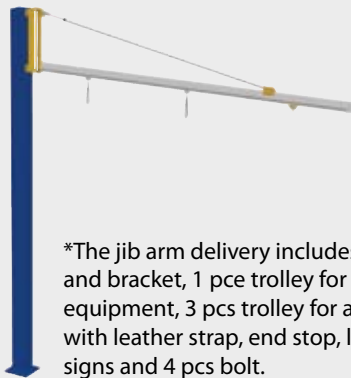 *The jib arm delivery includes
and bracket, 1 pce trolley for
equipment, 3 pcs trolley for
with leather strap, end stop,
signs and 4 pcs bolt.